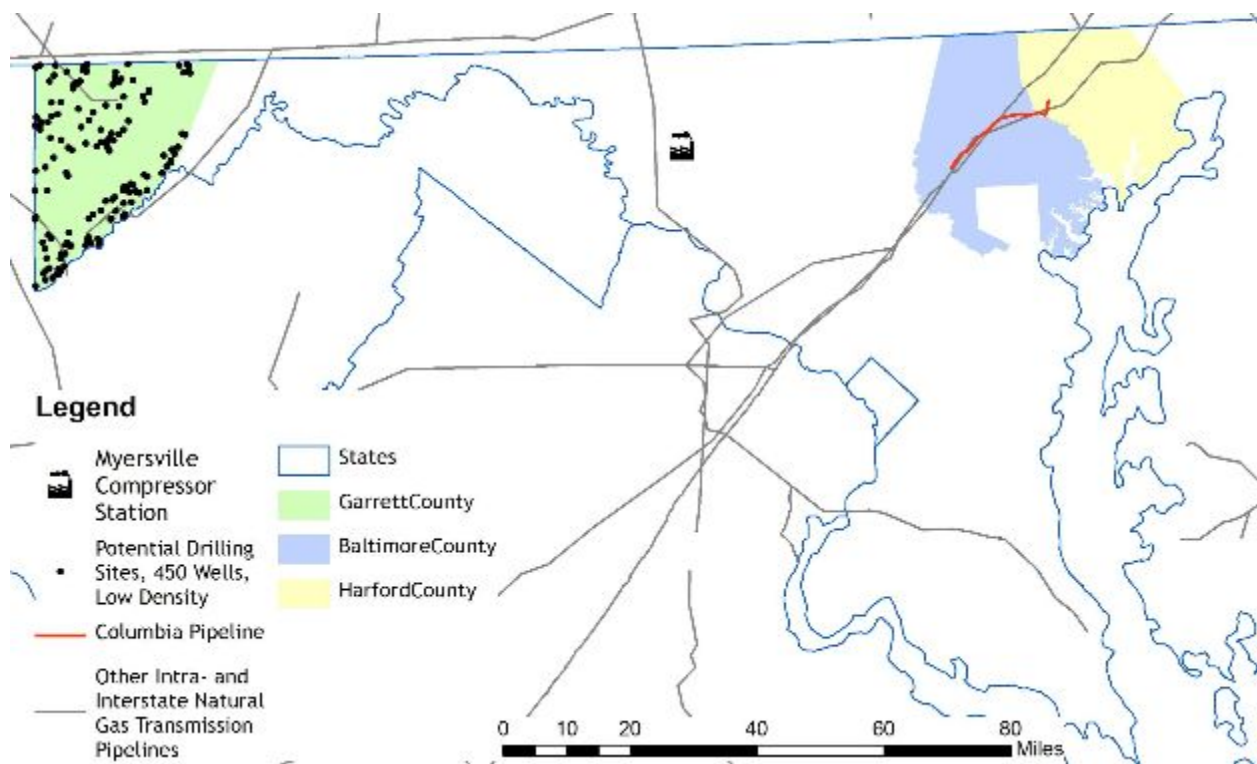 Legend
Myersville
Compressor
Station
Potential Drilling
Sites, 450 Wells,
Low Density
Columbia Pipeline
Other Intra- and
Interstate Natural
Gas Transmission
Pipelines
States
GarrettCounty
BaltimoreCounty
HarfordCounty
0 10 20 40 60 80
Miles